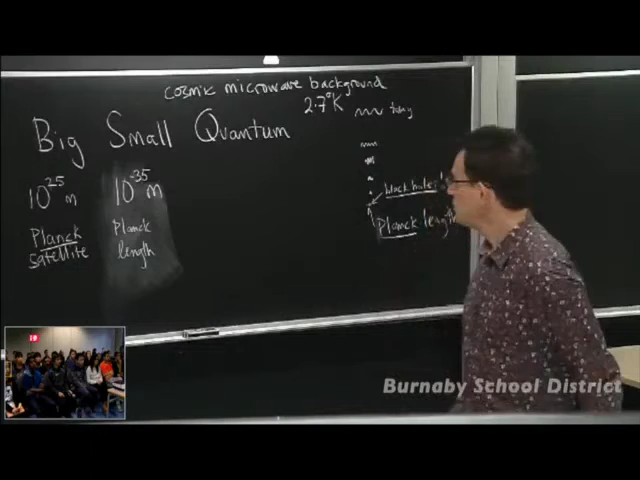 cosmic microwave background
2.7°K today
Big Small Quantum
10^25 m 10^-35 m
Planck satellite
Planck length
black holes!
Planck length
Burnaby School District